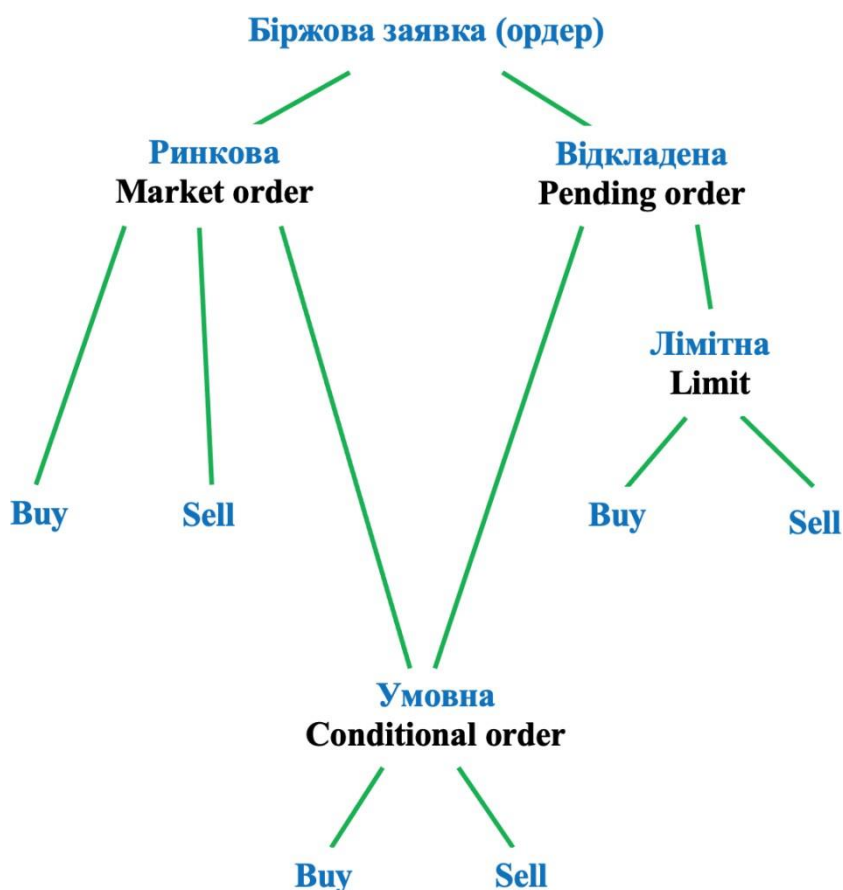 Біржова заявка (ордер)
Ринкова
Market order
Відкладена
Pending order
Лімітна
Limit
Buy
Sell
Buy
Sell
Умовна
Conditional order
Buy
Sell